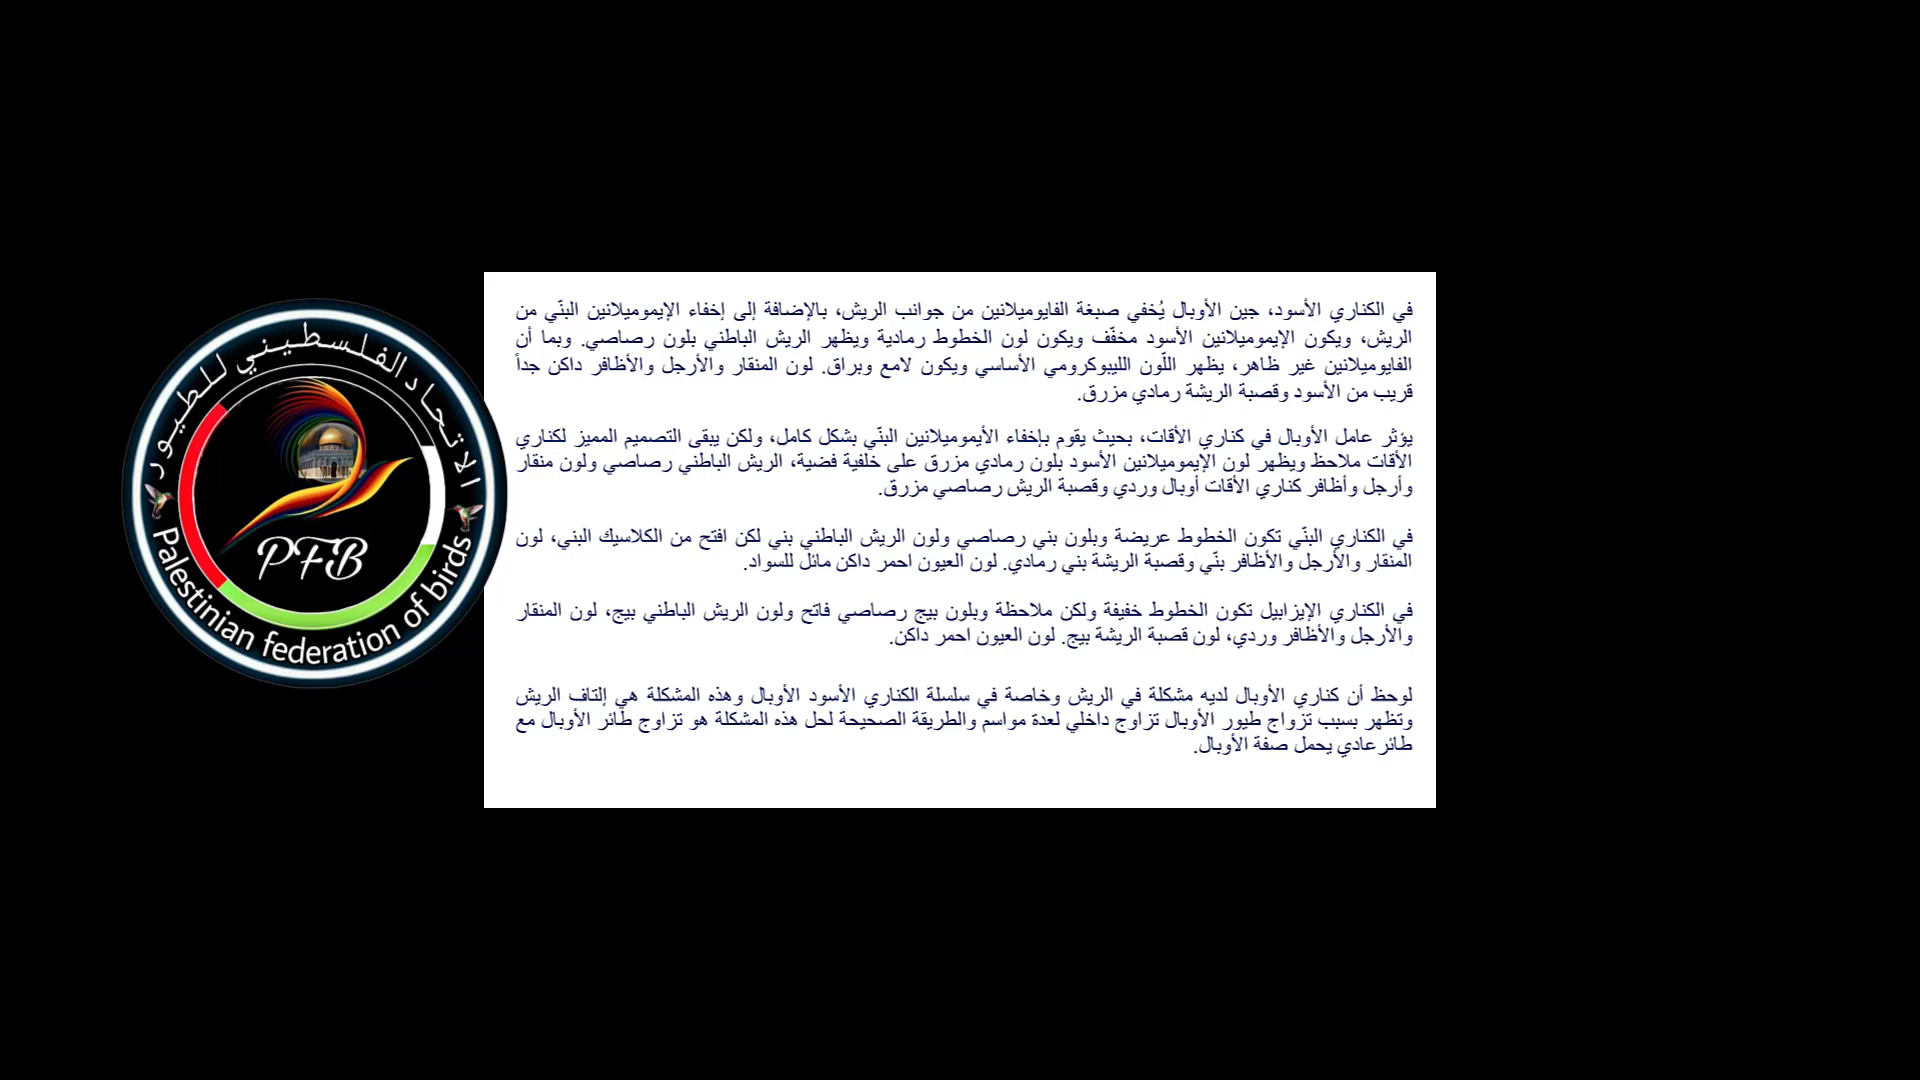 الاتحاد الفلسطيني للطيور
PFB
Palestinian federation of birds
في الكناري الأسود، جين الأوبال يُخفي صبغة الفايوميلانين من جوانب الريش، بالإضافة إلى إخفاء الإيموميلانين البنّي من
الريش، ويكون الإيموميلانين الأسود مخفّف ويكون لون الخطوط رمادية ويظهر الريش الباطني بلون رصاصي. وبما أن
الفايوميلانين غير ظاهر، يظهر اللّون الليبوكرومي الأساسي ويكون لامع وبراق. لون المنقار والأرجل والأظافر داكن جداً
قريب من الأسود وقصبة الريشة رمادي مزرق.
يؤثر عامل الأوبال في كناري الأقات، بحيث يقوم بإخفاء الأيموميلانين البنّي بشكل كامل، ولكن يبقى التصميم المميز لكناري
الأقات ملاحظ ويظهر لون الإيموميلانين الأسود بلون رمادي مزرق على خلفية فضية، الريش الباطني رصاصي ولون منقار
وأرجل وأظافر كناري الأقات أوبال وردي وقصبة الريش رصاصي مزرق.
في الكناري البنّي تكون الخطوط عريضة وبلون بني رصاصي ولون الريش الباطني بني لكن افتح من الكلاسيك البني، لون
المنقار والأرجل والأظافر بنّي وقصبة الريشة بني رمادي. لون العيون احمر داكن مائل للسواد.
في الكناري الإيزابيل تكون الخطوط خفيفة ولكن ملاحظة وبلون بيج رصاصي فاتح ولون الريش الباطني بيج، لون المنقار
والأرجل والأظافر وردي، لون قصبة الريشة بيج. لون العيون احمر داكن.
لوحظ أن كناري الأوبال لديه مشكلة في الريش وخاصة في سلسلة الكناري الأسود الأوبال وهذه المشكلة هي إلتاف الريش
وتظهر بسبب تزواج طيور الأوبال تزاوج داخلي لعدة مواسم والطريقة الصحيحة لحل هذه المشكلة هو تزاوج طائر الأوبال مع
طائرعادي يحمل صفة الأوبال.